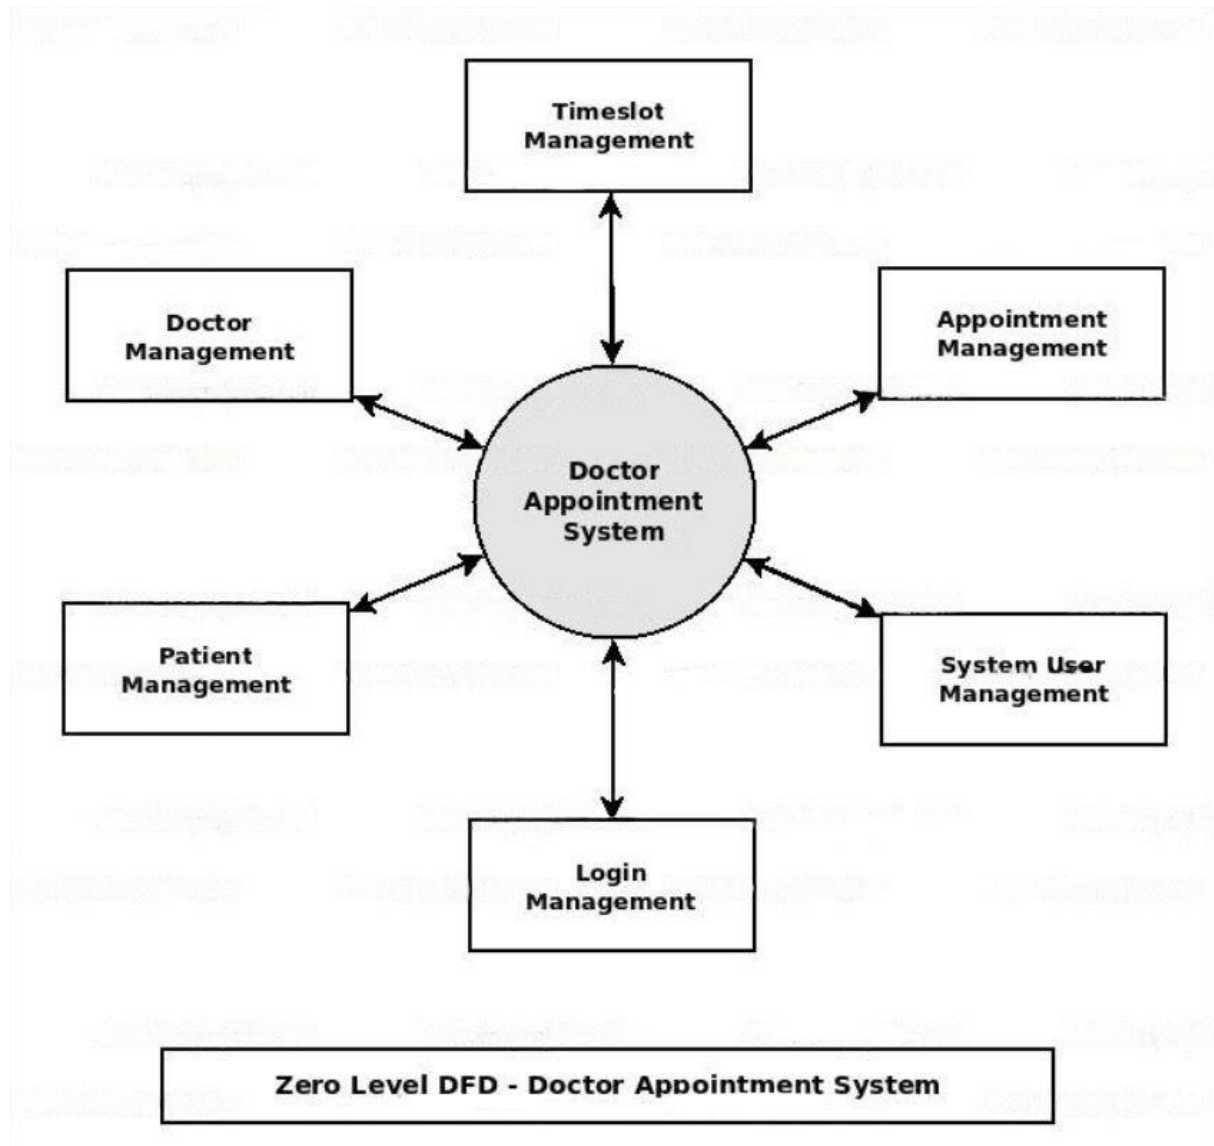 Timeslot
Management
Doctor
Management
Appointment
Management
Doctor
Appointment
System
Patient
Management
System User
Management
Login
Management
Zero Level DFD - Doctor Appointment System